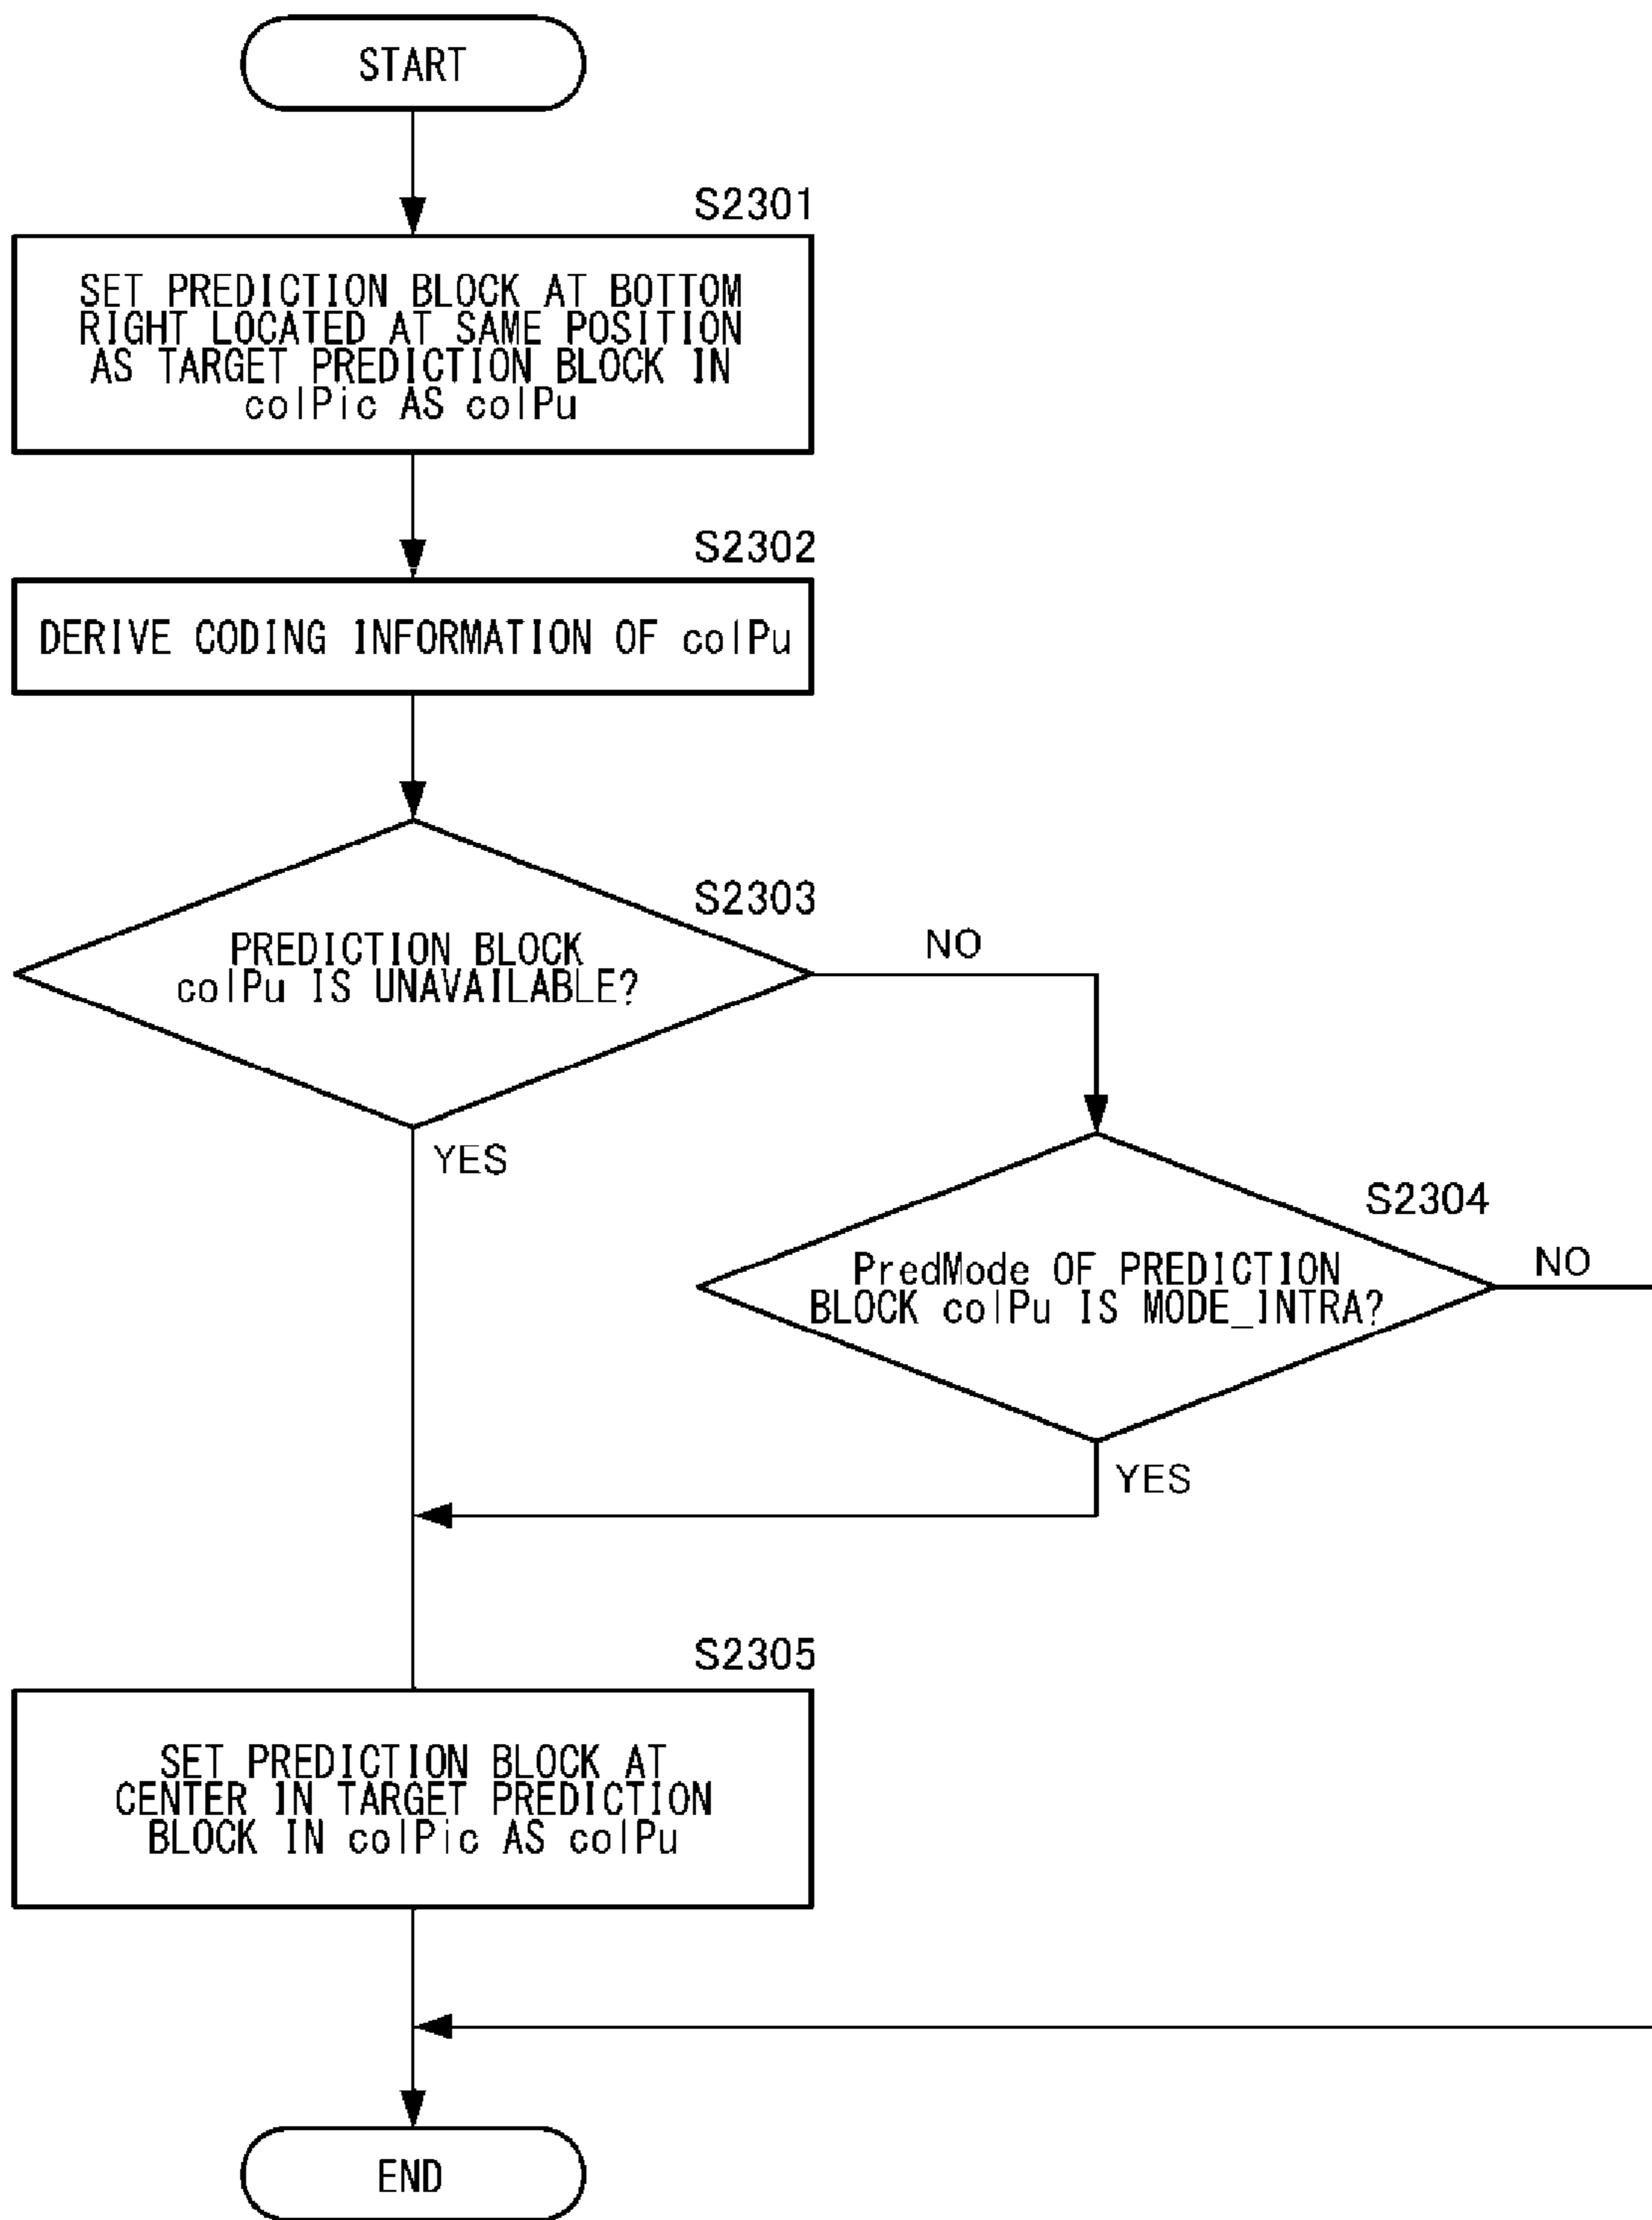 START
S2301
SET PREDICTION BLOCK AT BOTTOM
RIGHT LOCATED AT SAME POSITION
AS TARGET PREDICTION BLOCK IN
colPic AS colPu
S2302
DERIVE CODING INFORMATION OF colPu
S2303
PREDICTION BLOCK
colPu IS UNAVAILABLE?
NO
YES
S2304
PredMode OF PREDICTION
BLOCK colPu IS MODE_INTRA?
NO
YES
S2305
SET PREDICTION BLOCK AT
CENTER IN TARGET PREDICTION
BLOCK IN colPic AS colPu
END